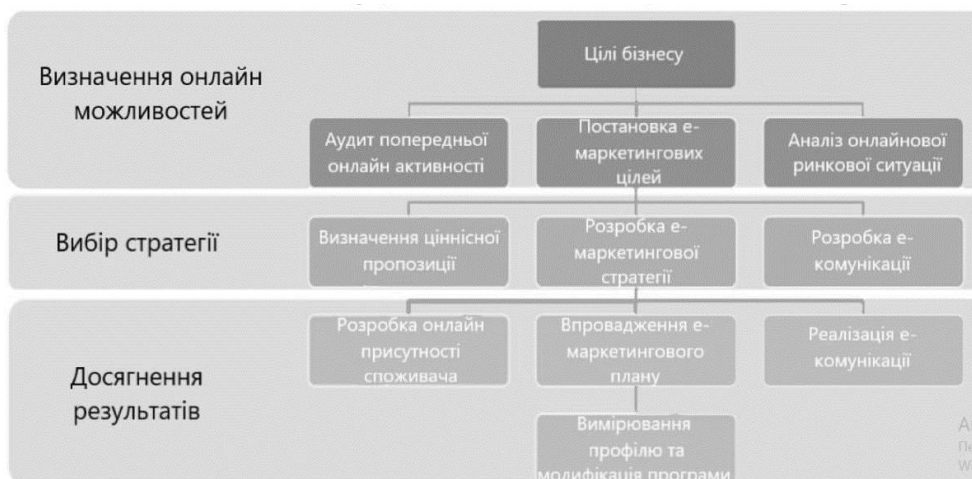 Визначення онлайн
можливостей
Цілі бізнесу
Аудит попередньої
онлайн активності
Постановка е-
маркетингових
цілей
Аналіз онлайнової
ринкової ситуації
Вибір стратегії
Визначення ціннісної
пропозиції
Розробка е-
маркетингової
стратегії
Розробка е-
комунікації
Досягнення
результатів
Розробка онлайн
присутності
споживача
Впровадження е-
маркетингового
плану
Реалізація е-
комунікації
Вимірювання
профілю та
модифікація програми